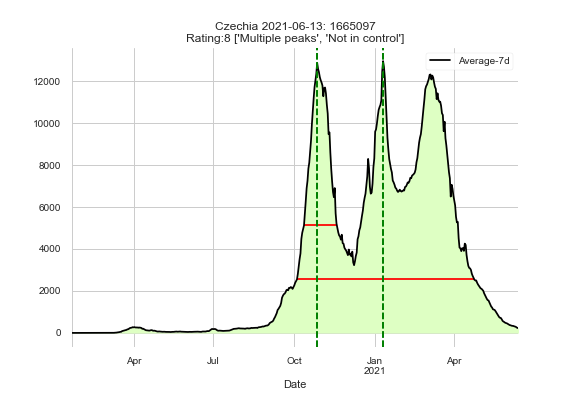 Czechia 2021-06-13: 1665097
Rating:8 ['Multiple peaks', 'Not in control']
Average-7d
12000
10000
8000
6000
4000
2000
0
Apr
Jul
Oct
Jan
2021
Apr
Date